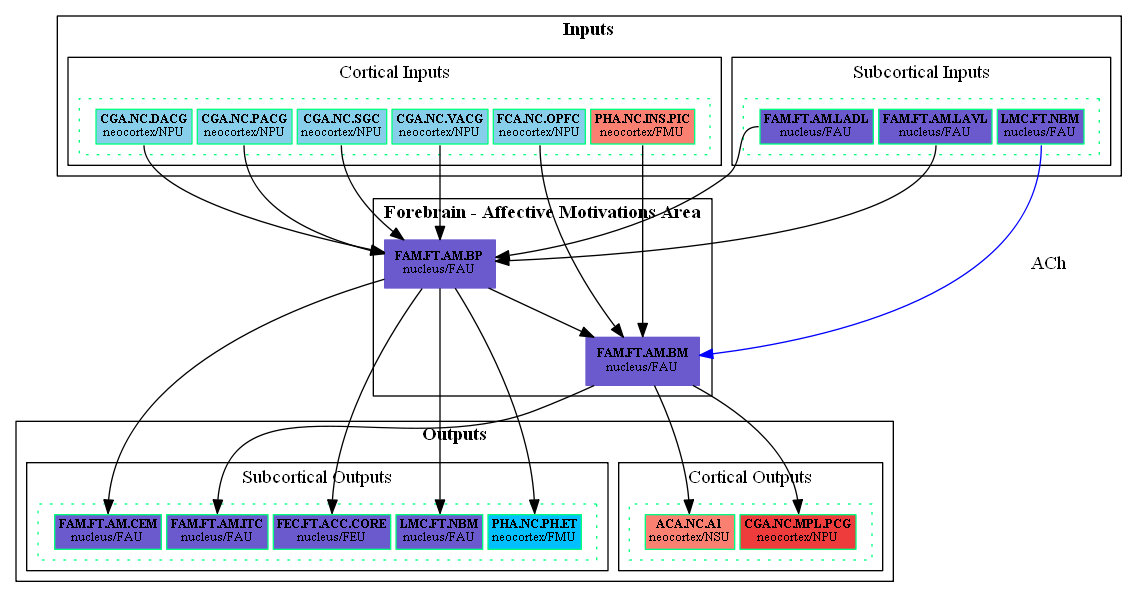 Inputs
Cortical Inputs
Subcortical Inputs
CGA.NC.DACG
neocortex/NPU
CGA.NC.PACG
neocortex/NPU
CGA.NC.SGC
neocortex/NPU
CGA.NC.VACG
neocortex/NPU
FCA.NC.OPFC
neocortex/NPU
PHA.NC.INS.PIC
neocortex/FMU
FAM.FT.AM.LADL
nucleus/FAU
FAM.FT.AM.LAVL
nucleus/FAU
LMC.FT.NBM
nucleus/FAU
Forebrain - Affective Motivations Area
FAM.FT.AM.BP
nucleus/FAU
ACh
FAM.FT.AM.BM
nucleus/FAU
Outputs
Subcortical Outputs
Cortical Outputs
FAM.FT.AM.CEM
nucleus/FAU
FAM.FT.AM.ITC
nucleus/FAU
FEC.FT.ACC.CORE
nucleus/FEU
LMC.FT.NBM
nucleus/FAU
PHA.NC.PH.ET
neocortex/FMU
ACA.NC.A1
neocortex/NSU
CGA.NC.MPL.PCG
neocortex/NPU